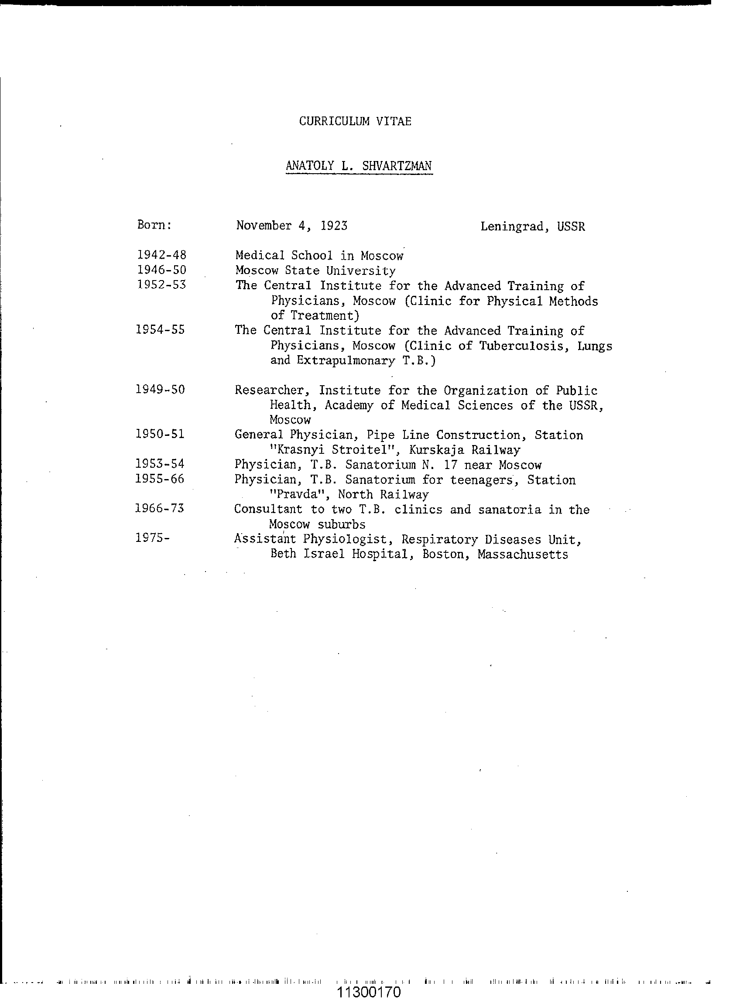 CURRICULUM VITAE
ANATOLY L. SHVARTZMAN
Born: November 4, 1923 Leningrad, USSR
1942-48 Medical School in Moscow
1946-50 Moscow State University
1952-53 The Central Institute for the Advanced Training of
Physicians, Moscow (Clinic for Physical Methods
of Treatment)
1954-55 The Central Institute for the Advanced Training of
Physicians, Moscow (Clinic of Tuberculosis, Lungs
and Extrapulmonary T.B.)
1949-50 Researcher, Institute for the Organization of Public
Health, Academy of Medical Sciences of the USSR,
Moscow
1950-51 General Physician, Pipe Line Construction, Station
"Krasnyi Stroitel", Kurskaja Railway
1953-54 Physician, T.B. Sanatorium N. 17 near Moscow
1955-66 Physician, T.B. Sanatorium for teenagers, Station
"Pravda", North Railway
1966-73 Consultant to two T.B. clinics and sanatoria in the
Moscow suburbs
1975- Assistant Physiologist, Respiratory Diseases Unit,
Beth Israel Hospital, Boston, Massachusetts
11300170